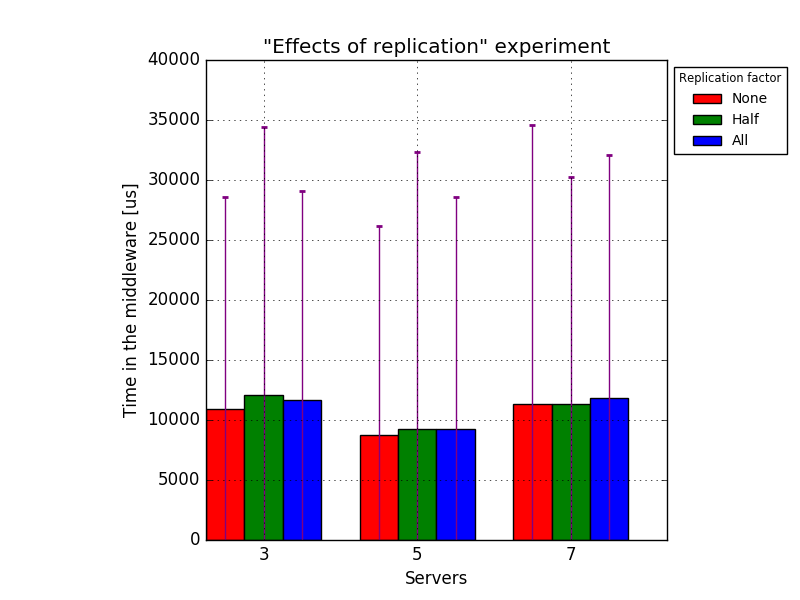 "Effects of replication" experiment
40000
35000
30000
25000
20000
15000
10000
5000
0
Time in the middleware [us]
3 5 7
Servers
Replication factor
None
Half
All